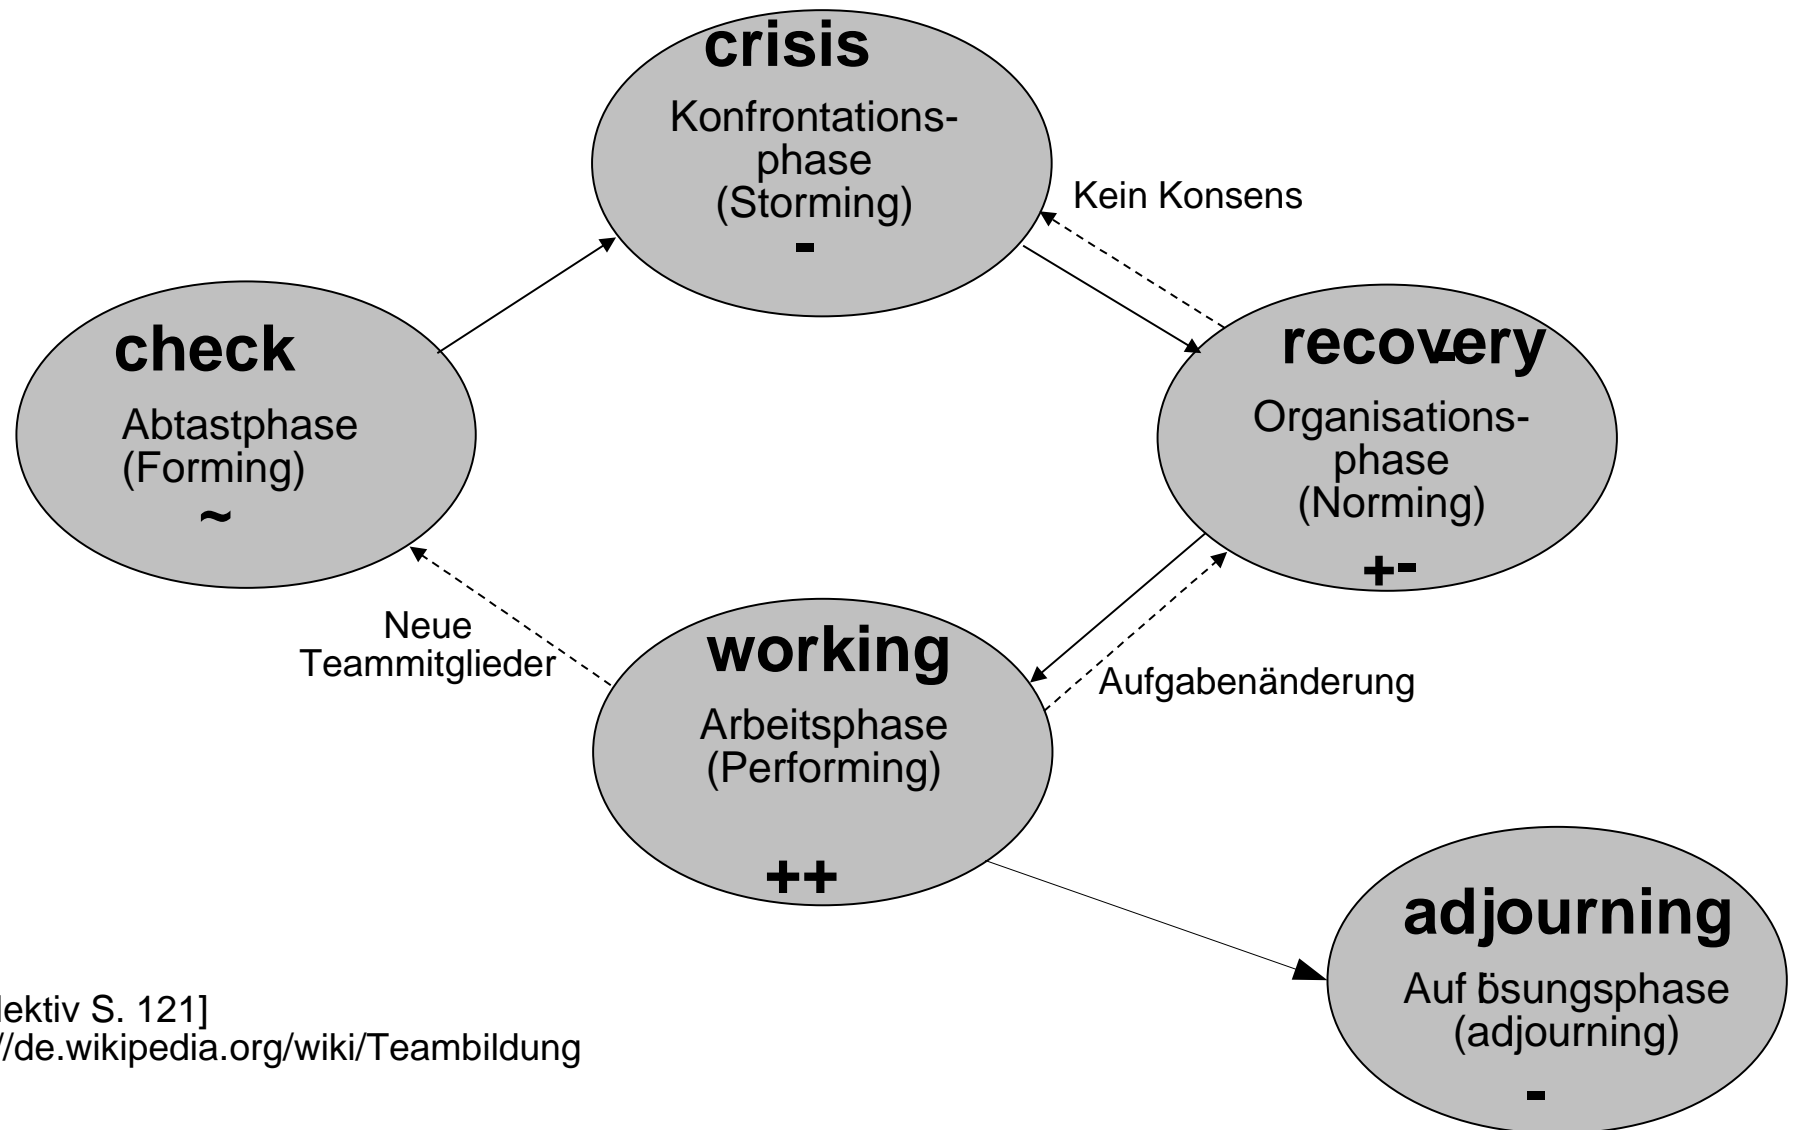 crisis
Konfrontations-
phase
(Storming)
-
Kein Konsens
check
Abtastphase
(Forming)
~
recovery
-
Organisations-
phase
(Norming)
+-
Neue
Teammitglieder
working
Arbeitsphase
(Performing)
++
Aufgabenänderung
adjourning
Auflösungsphase
(adjourning)
-
lektiv S. 121]
//de.wikipedia.org/wiki/Teambildung